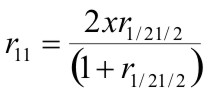 r₁₁ = 2xr₁/₂₁/₂ / (1 + r₁/₂₁/₂)